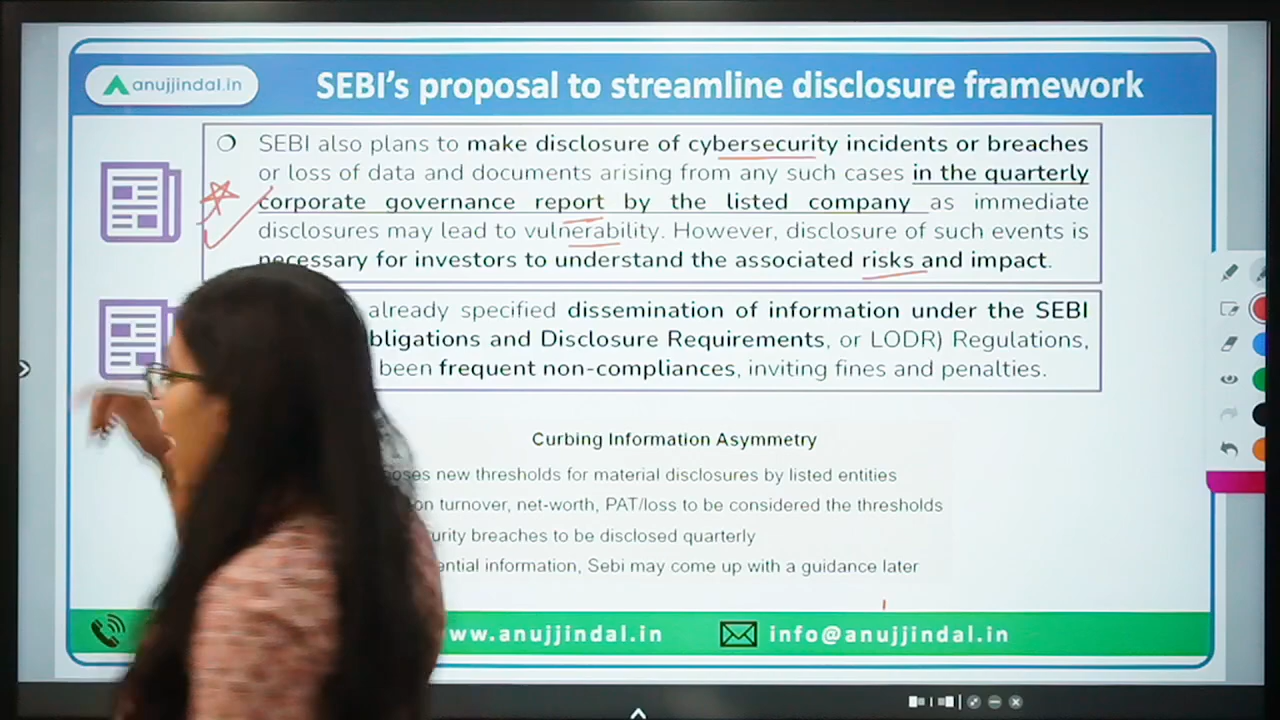 anujjindal.in
SEBI's proposal to streamline disclosure framework
SEBI also plans to make disclosure of cybersecurity incidents or breaches
or loss of data and documents arising from any such cases in the quarterly
corporate governance report by the listed company as immediate
disclosures may lead to vulnerability. However, disclosure of such events is
necessary for investors to understand the associated risks and impact.
already specified dissemination of information under the SEBI
and Disclosure Requirements, or LODR) Regulations,
been frequent non-compliances, inviting fines and penalties.
Curbing Information Asymmetry
new thresholds for material disclosures by listed entities
on turnover, net-worth, PAT/loss to be considered the thresholds
breaches to be disclosed quarterly
information, Sebi may come up with a guidance later
ww.anujjindal.in
info@anujjindal.in